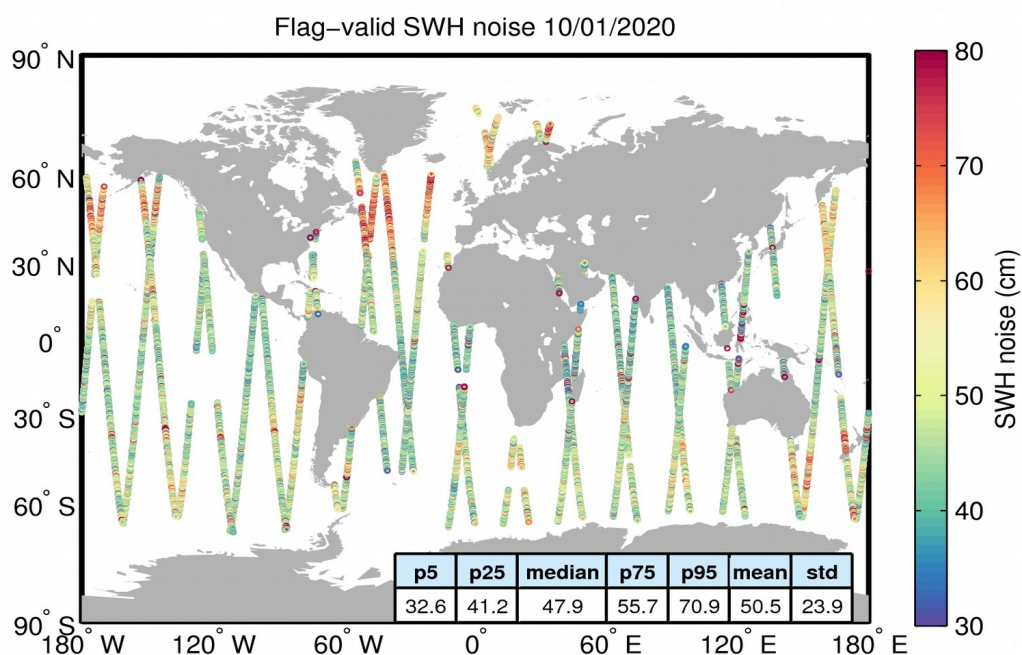 Flag−valid SWH noise 10/01/2020
90° N
60° N
30° N
0°
30° S
60° S
90° S
180° W
120° W
60° W
0°
60° E
120° E
180° E
p5 p25 median p75 p95 mean std
32.6 41.2 47.9 55.7 70.9 50.5 23.9
80
70
60
50
40
30
SWH noise (cm)